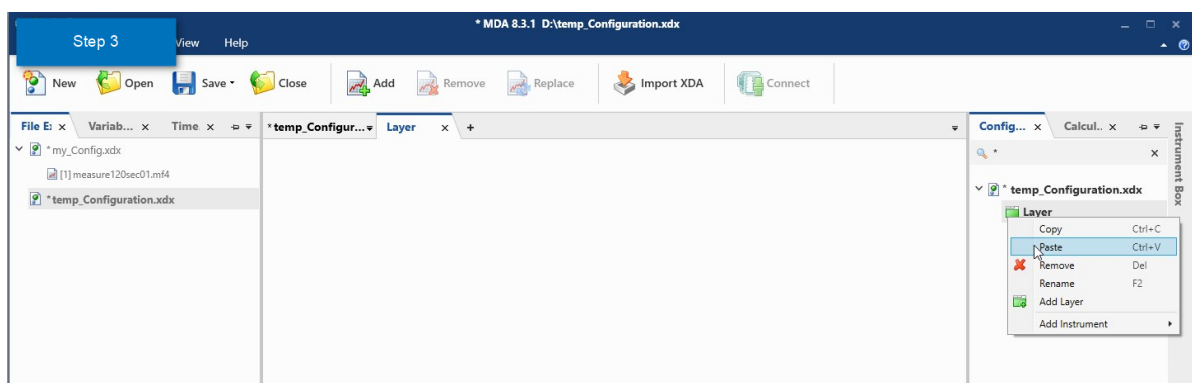 * MDA 8.3.1 D:\temp_Configuration.xdx
Step 3
View Help
New Open Save Close Add Remove Replace Import XDA Connect
File E: Variab... Time *temp_Configur... Layer + Config... Calcul..
Instrument Box
* my_Config.xdx
[1] measure120sec01.mf4
* temp_Configuration.xdx
*
* temp_Configuration.xdx
Layer
Copy Ctrl+C
Paste Ctrl+V
Remove Del
Rename F2
Add Layer
Add Instrument